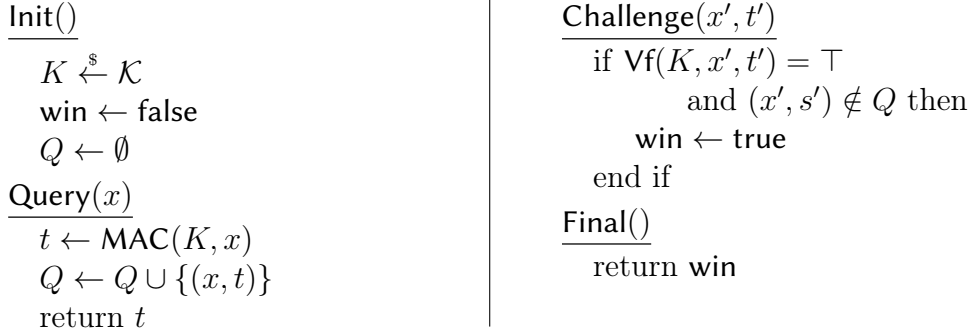 Init()
K $← 𝒦
win ← false
Q ← ∅
Query(x)
t ← MAC(K, x)
Q ← Q ∪ {(x, t)}
return t
Challenge(x′, t′)
if Vf(K, x′, t′) = ⊤
and (x′, s′) ∉ Q then
win ← true
end if
Final()
return win